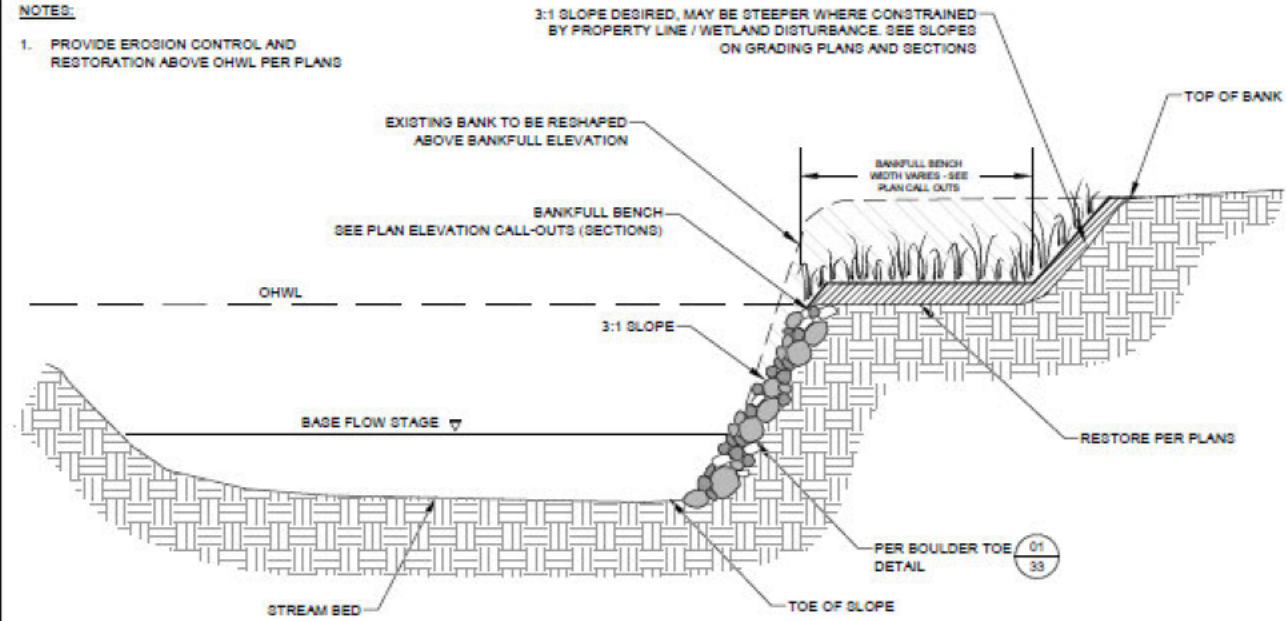 NOTES:
1. PROVIDE EROSION CONTROL AND
RESTORATION ABOVE OHWL PER PLANS
3:1 SLOPE DESIRED, MAY BE STEEPER WHERE CONSTRAINED
BY PROPERTY LINE / WETLAND DISTURBANCE. SEE SLOPES
ON GRADING PLANS AND SECTIONS
TOP OF BANK
EXISTING BANK TO BE RESHAPED
ABOVE BANKFULL ELEVATION
BANKFULL BENCH
WIDTH VARIES - SEE
PLAN CALL OUTS
BANKFULL BENCH
SEE PLAN ELEVATION CALL-OUTS (SECTIONS)
OHWL
3:1 SLOPE
BASE FLOW STAGE
RESTORE PER PLANS
PER BOULDER TOE
DETAIL
01
33
STREAM BED
TOE OF SLOPE